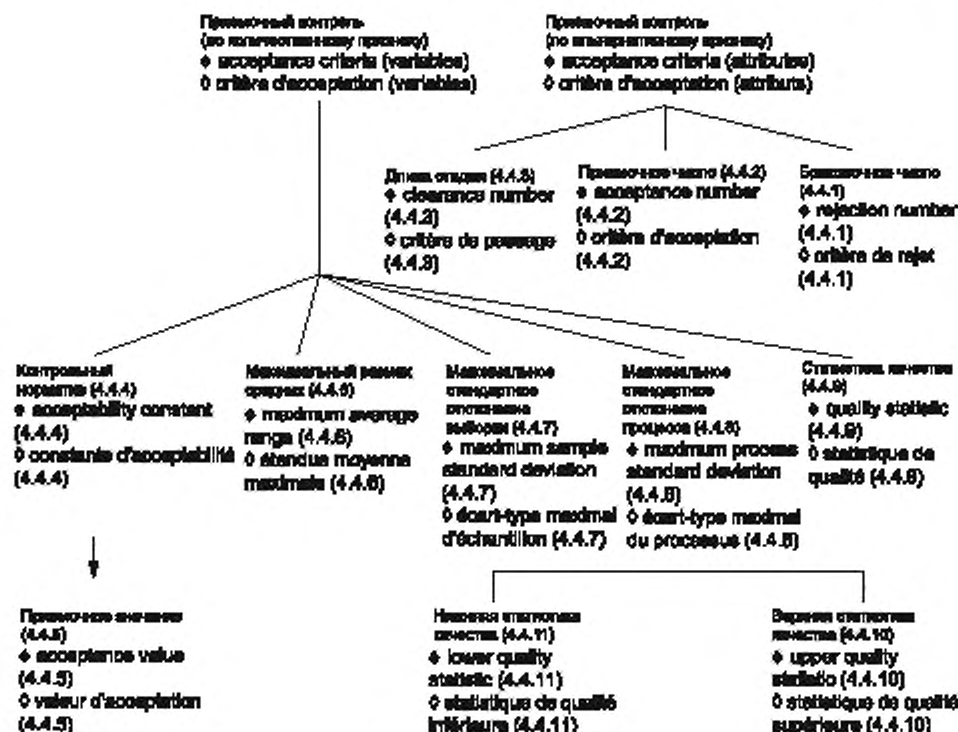 Приемочный контроль
(по количественному признаку)
♦ acceptance criteria (variables)
◊ critère d'acceptation (variables)
Приемочный контроль
(по альтернативному признаку)
♦ acceptance criteria (attributes)
◊ critère d'acceptation (attributs)
Длина стадии (4.4.3)
♦ clearance number
(4.4.2)
◊ critère de passage
(4.4.3)
Приемочное число (4.4.2)
♦ acceptance number
(4.4.2)
◊ critère d'acceptation
(4.4.2)
Браковочное число
(4.4.1)
♦ rejection number
(4.4.1)
◊ critère de rejet
(4.4.1)
Контрольный
норматив (4.4.4)
♦ acceptability constant
(4.4.4)
◊ constante d'acceptabilité
(4.4.4)
Максимальный размах
средних (4.4.6)
♦ maximum average
range (4.4.6)
◊ étendue moyenne
maximale (4.4.6)
Максимальное
стандартное
отклонение
выборки (4.4.7)
♦ maximum sample
standard deviation
(4.4.7)
◊ écart-type maximal
d'échantillon (4.4.7)
Максимальное
стандартное
отклонение
процесса (4.4.8)
♦ maximum process
standard deviation
(4.4.8)
◊ écart-type maximal
du processus (4.4.8)
Статистика качества
(4.4.9)
♦ quality statistic
(4.4.9)
◊ statistique de
qualité (4.4.9)
Приемочное значение
(4.4.5)
♦ acceptance value
(4.4.5)
◊ valeur d'acceptation
(4.4.5)
Нижняя статистика
качества (4.4.11)
♦ lower quality
statistic (4.4.11)
◊ statistique de qualité
inférieure (4.4.11)
Верхняя статистика
качества (4.4.10)
♦ upper quality
statistic (4.4.10)
◊ statistique de qualité
supérieure (4.4.10)